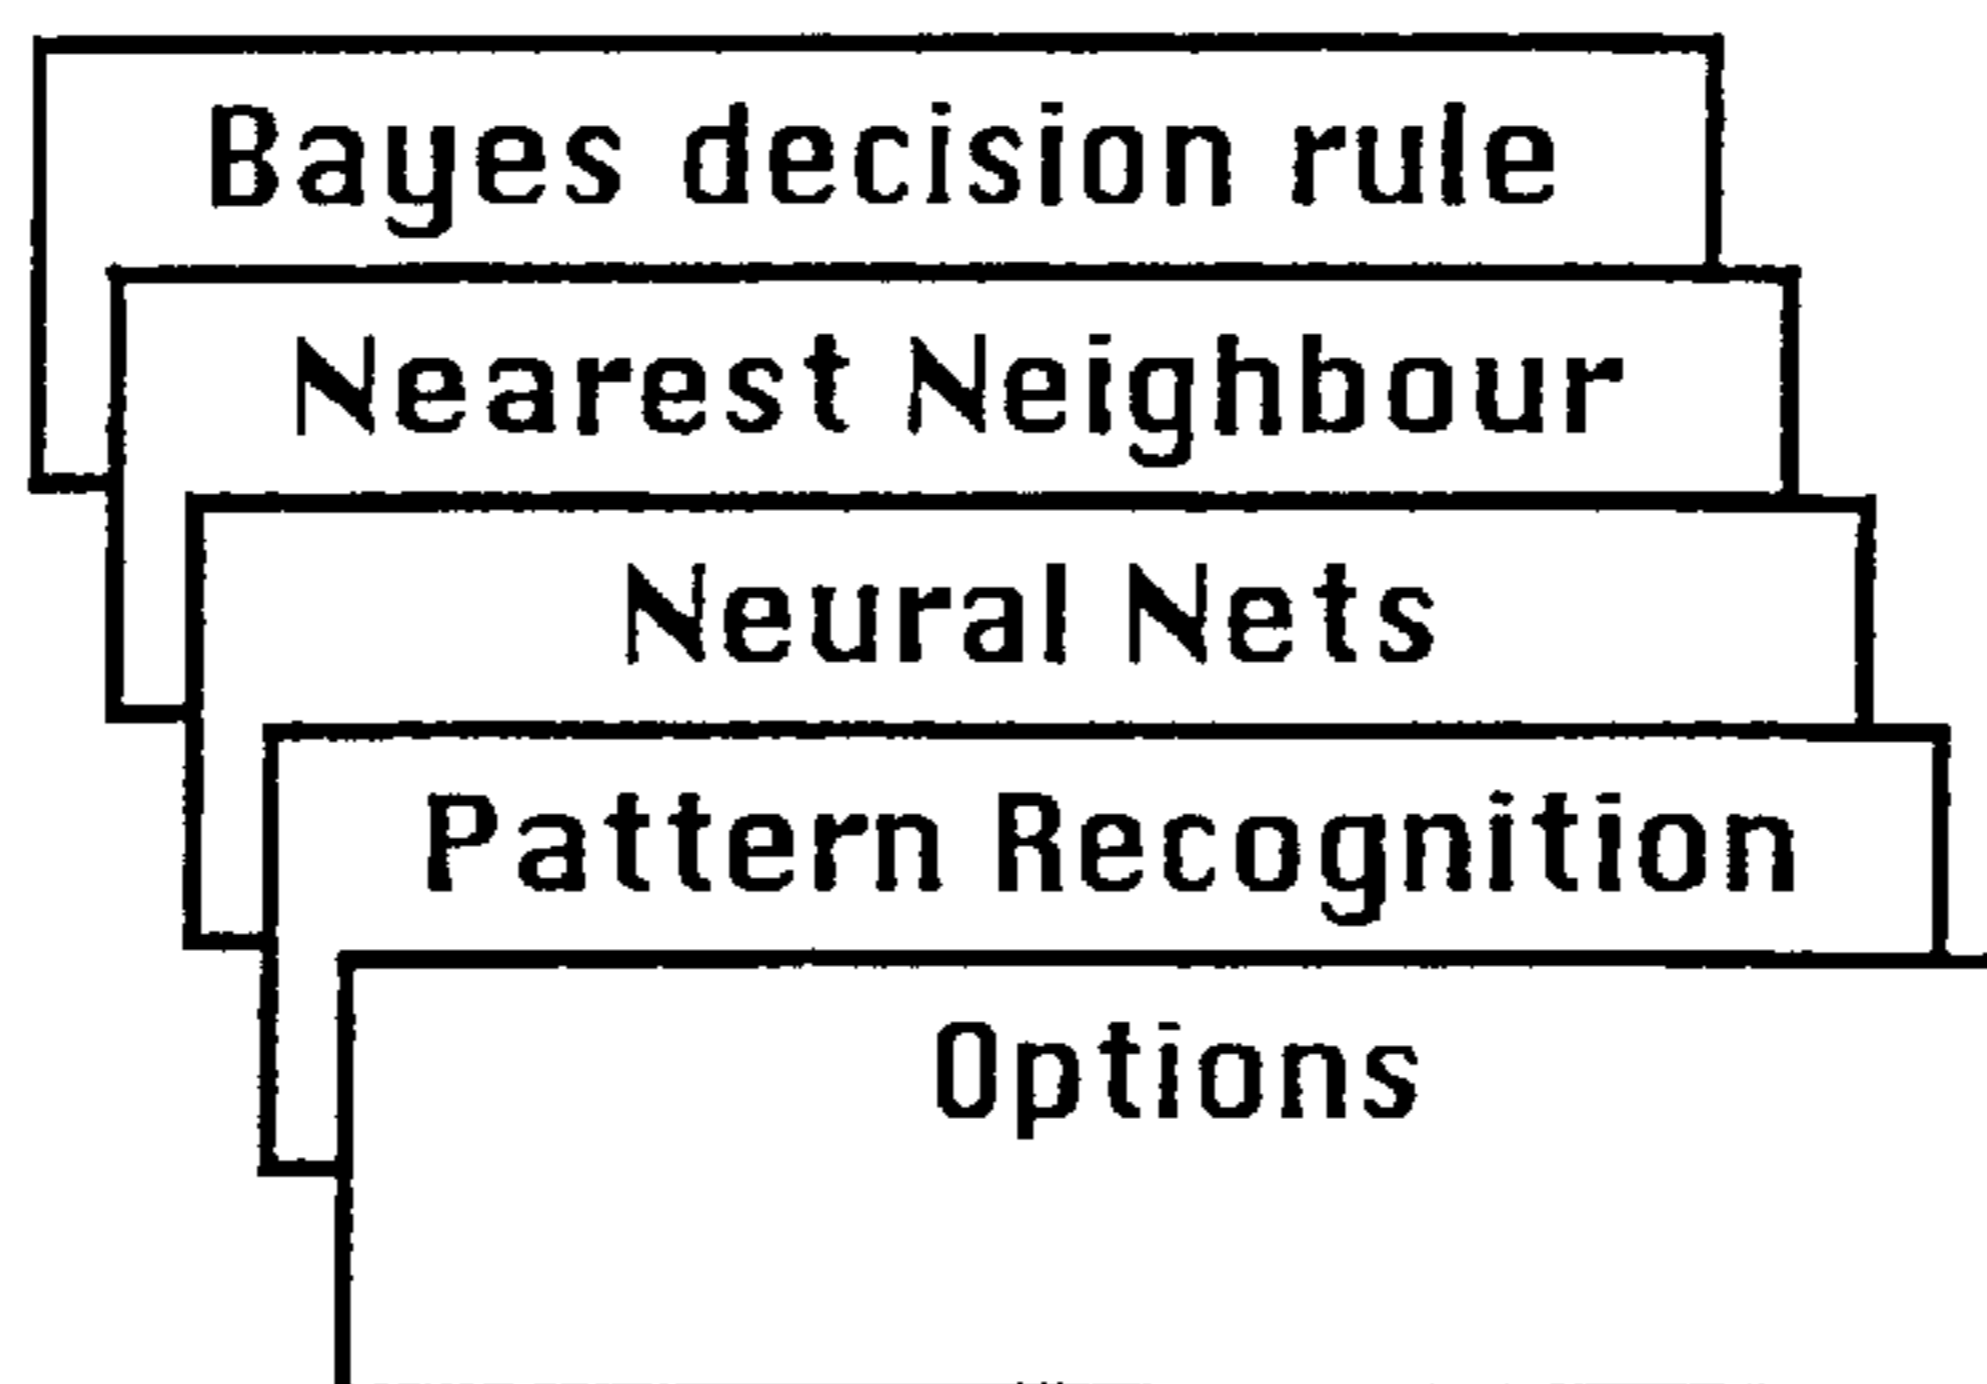 Bayes decision rule
Nearest Neighbour
Neural Nets
Pattern Recognition
Options